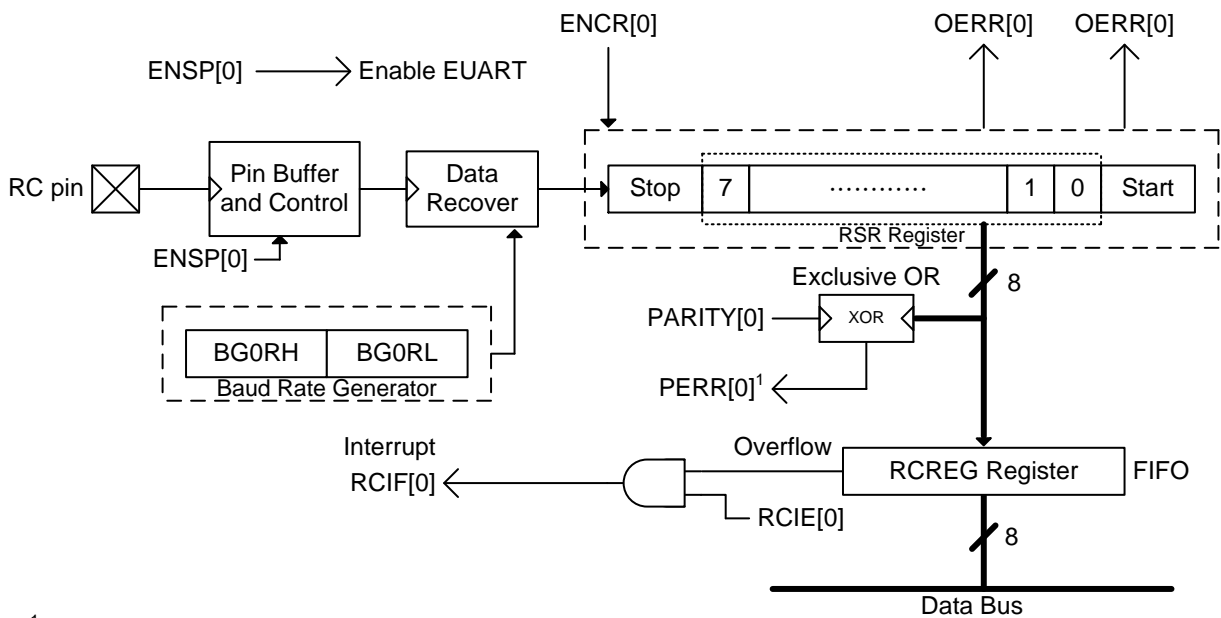 ENCR[0]
OERR[0]
OERR[0]
ENSP[0]
Enable EUART
RC pin
Pin Buffer
and Control
Data
Recover
Stop
7
............
1
0
Start
RSR Register
ENSP[0]
Exclusive OR
8
PARITY[0]
XOR
BG0RH
BG0RL
Baud Rate Generator
PERR[0]¹
Interrupt
RCIF[0]
Overflow
RCREG Register
FIFO
RCIE[0]
8
Data Bus